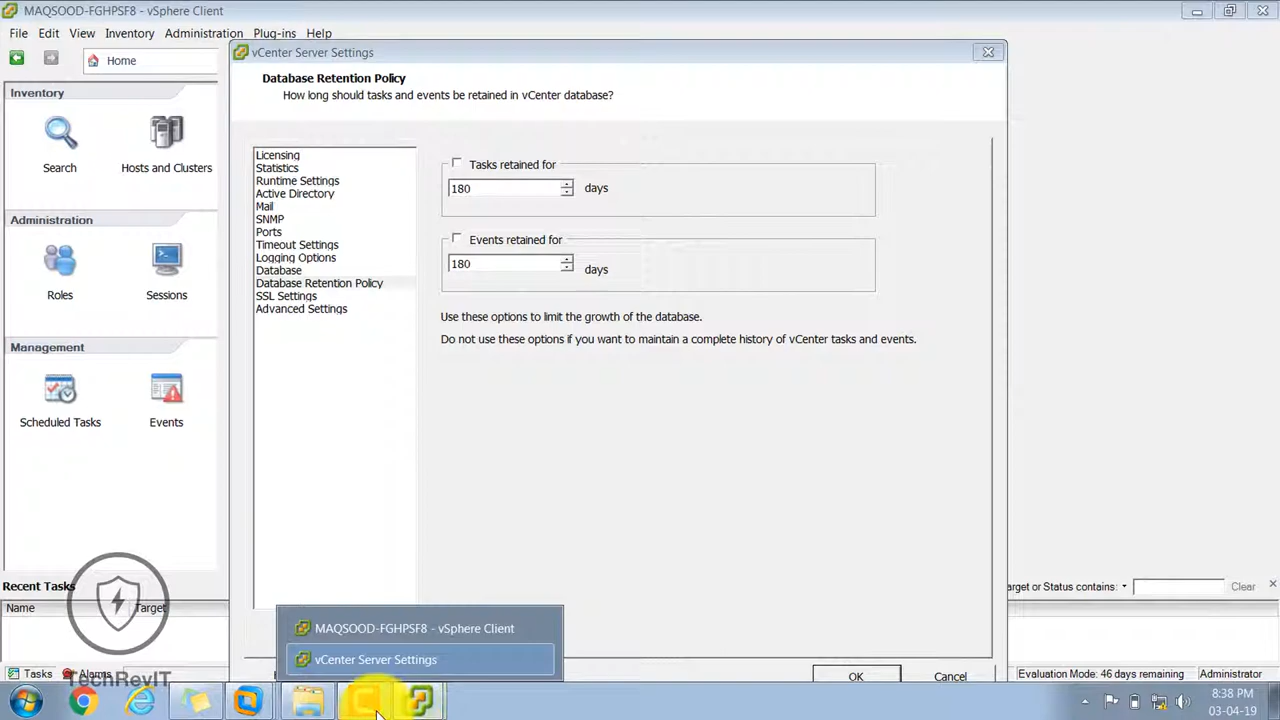 MAQSOOD-FGHPSF8 - vSphere Client
File Edit View Inventory Administration Plug-ins Help
Home
vCenter Server Settings
Database Retention Policy
How long should tasks and events be retained in vCenter database?
Inventory
Search
Hosts and Clusters
Administration
Roles
Sessions
Management
Scheduled Tasks
Events
Licensing
Statistics
Runtime Settings
Active Directory
Mail
SNMP
Ports
Timeout Settings
Logging Options
Database
Database Retention Policy
SSL Settings
Advanced Settings
Tasks retained for
180 days
Events retained for
180 days
Use these options to limit the growth of the database.
Do not use these options if you want to maintain a complete history of vCenter tasks and events.
Recent Tasks
arget or Status contains: Clear
Name Target
MAQSOOD-FGHPSF8 - vSphere Client
vCenter Server Settings
OK Cancel
Tasks Alarms
Evaluation Mode: 46 days remaining Administrator
TechRevIT
8:38 PM
03-04-19